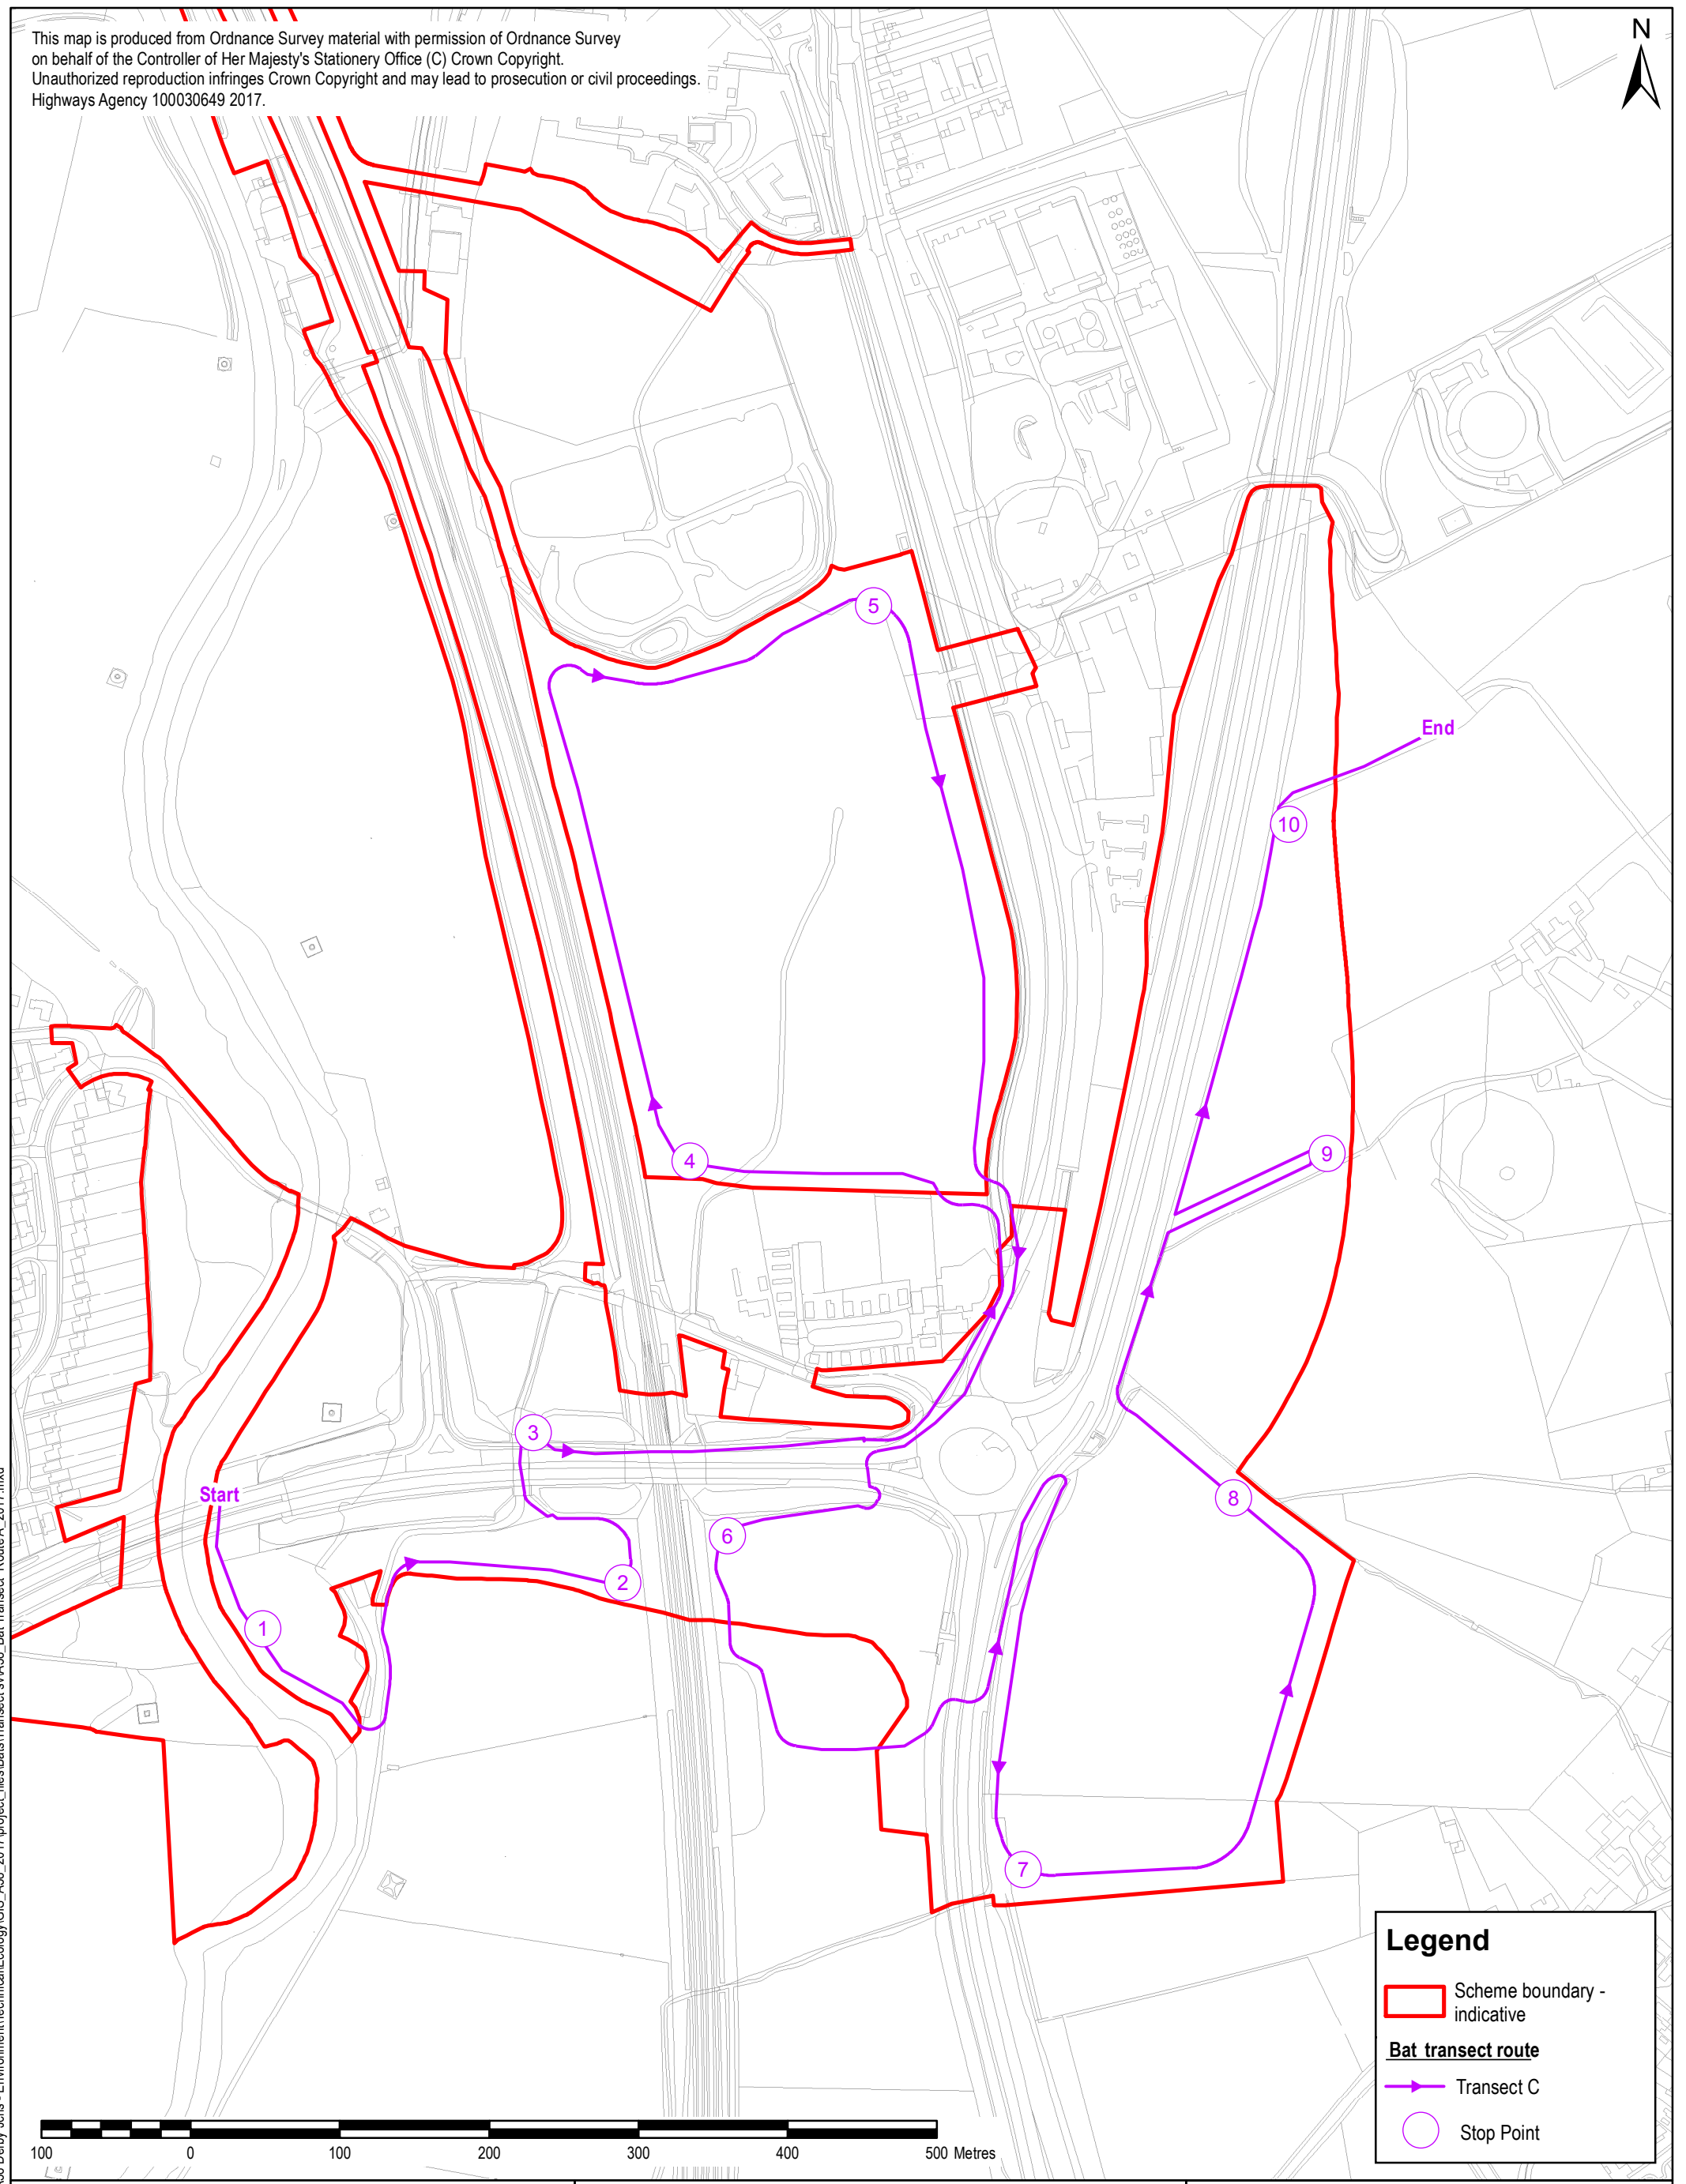 This map is produced from Ordnance Survey material with permission of Ordnance Survey
on behalf of the Controller of Her Majesty's Stationery Office (C) Crown Copyright.
Unauthorized reproduction infringes Crown Copyright and may lead to prosecution or civil proceedings.
Highways Agency 100030649 2017.
N
5
End
10
4
9
3
Start
8
6
2
1
7
Legend
Scheme boundary -
indicative
Bat transect route
Transect C
Stop Point
100 0 100 200 300 400 500 Metres